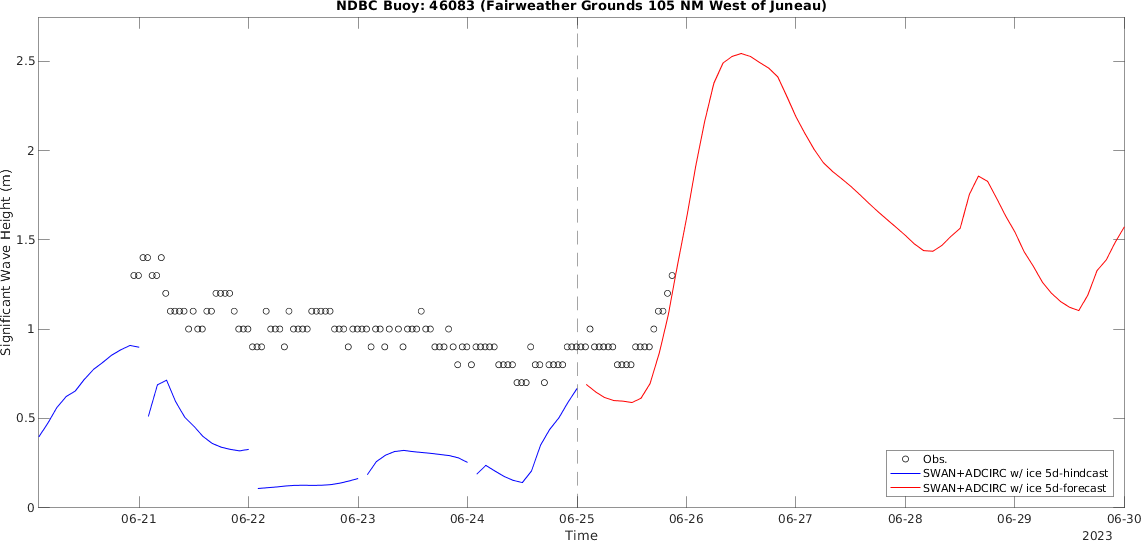 NDBC Buoy: 46083 (Fairweather Grounds 105 NM West of Juneau)
Significant Wave Height (m)
2.5
2
1.5
1
0.5
0
Obs.
SWAN+ADCIRC w/ ice 5d-hindcast
SWAN+ADCIRC w/ ice 5d-forecast
06-21 06-22 06-23 06-24 06-25 06-26 06-27 06-28 06-29 06-30
Time
2023